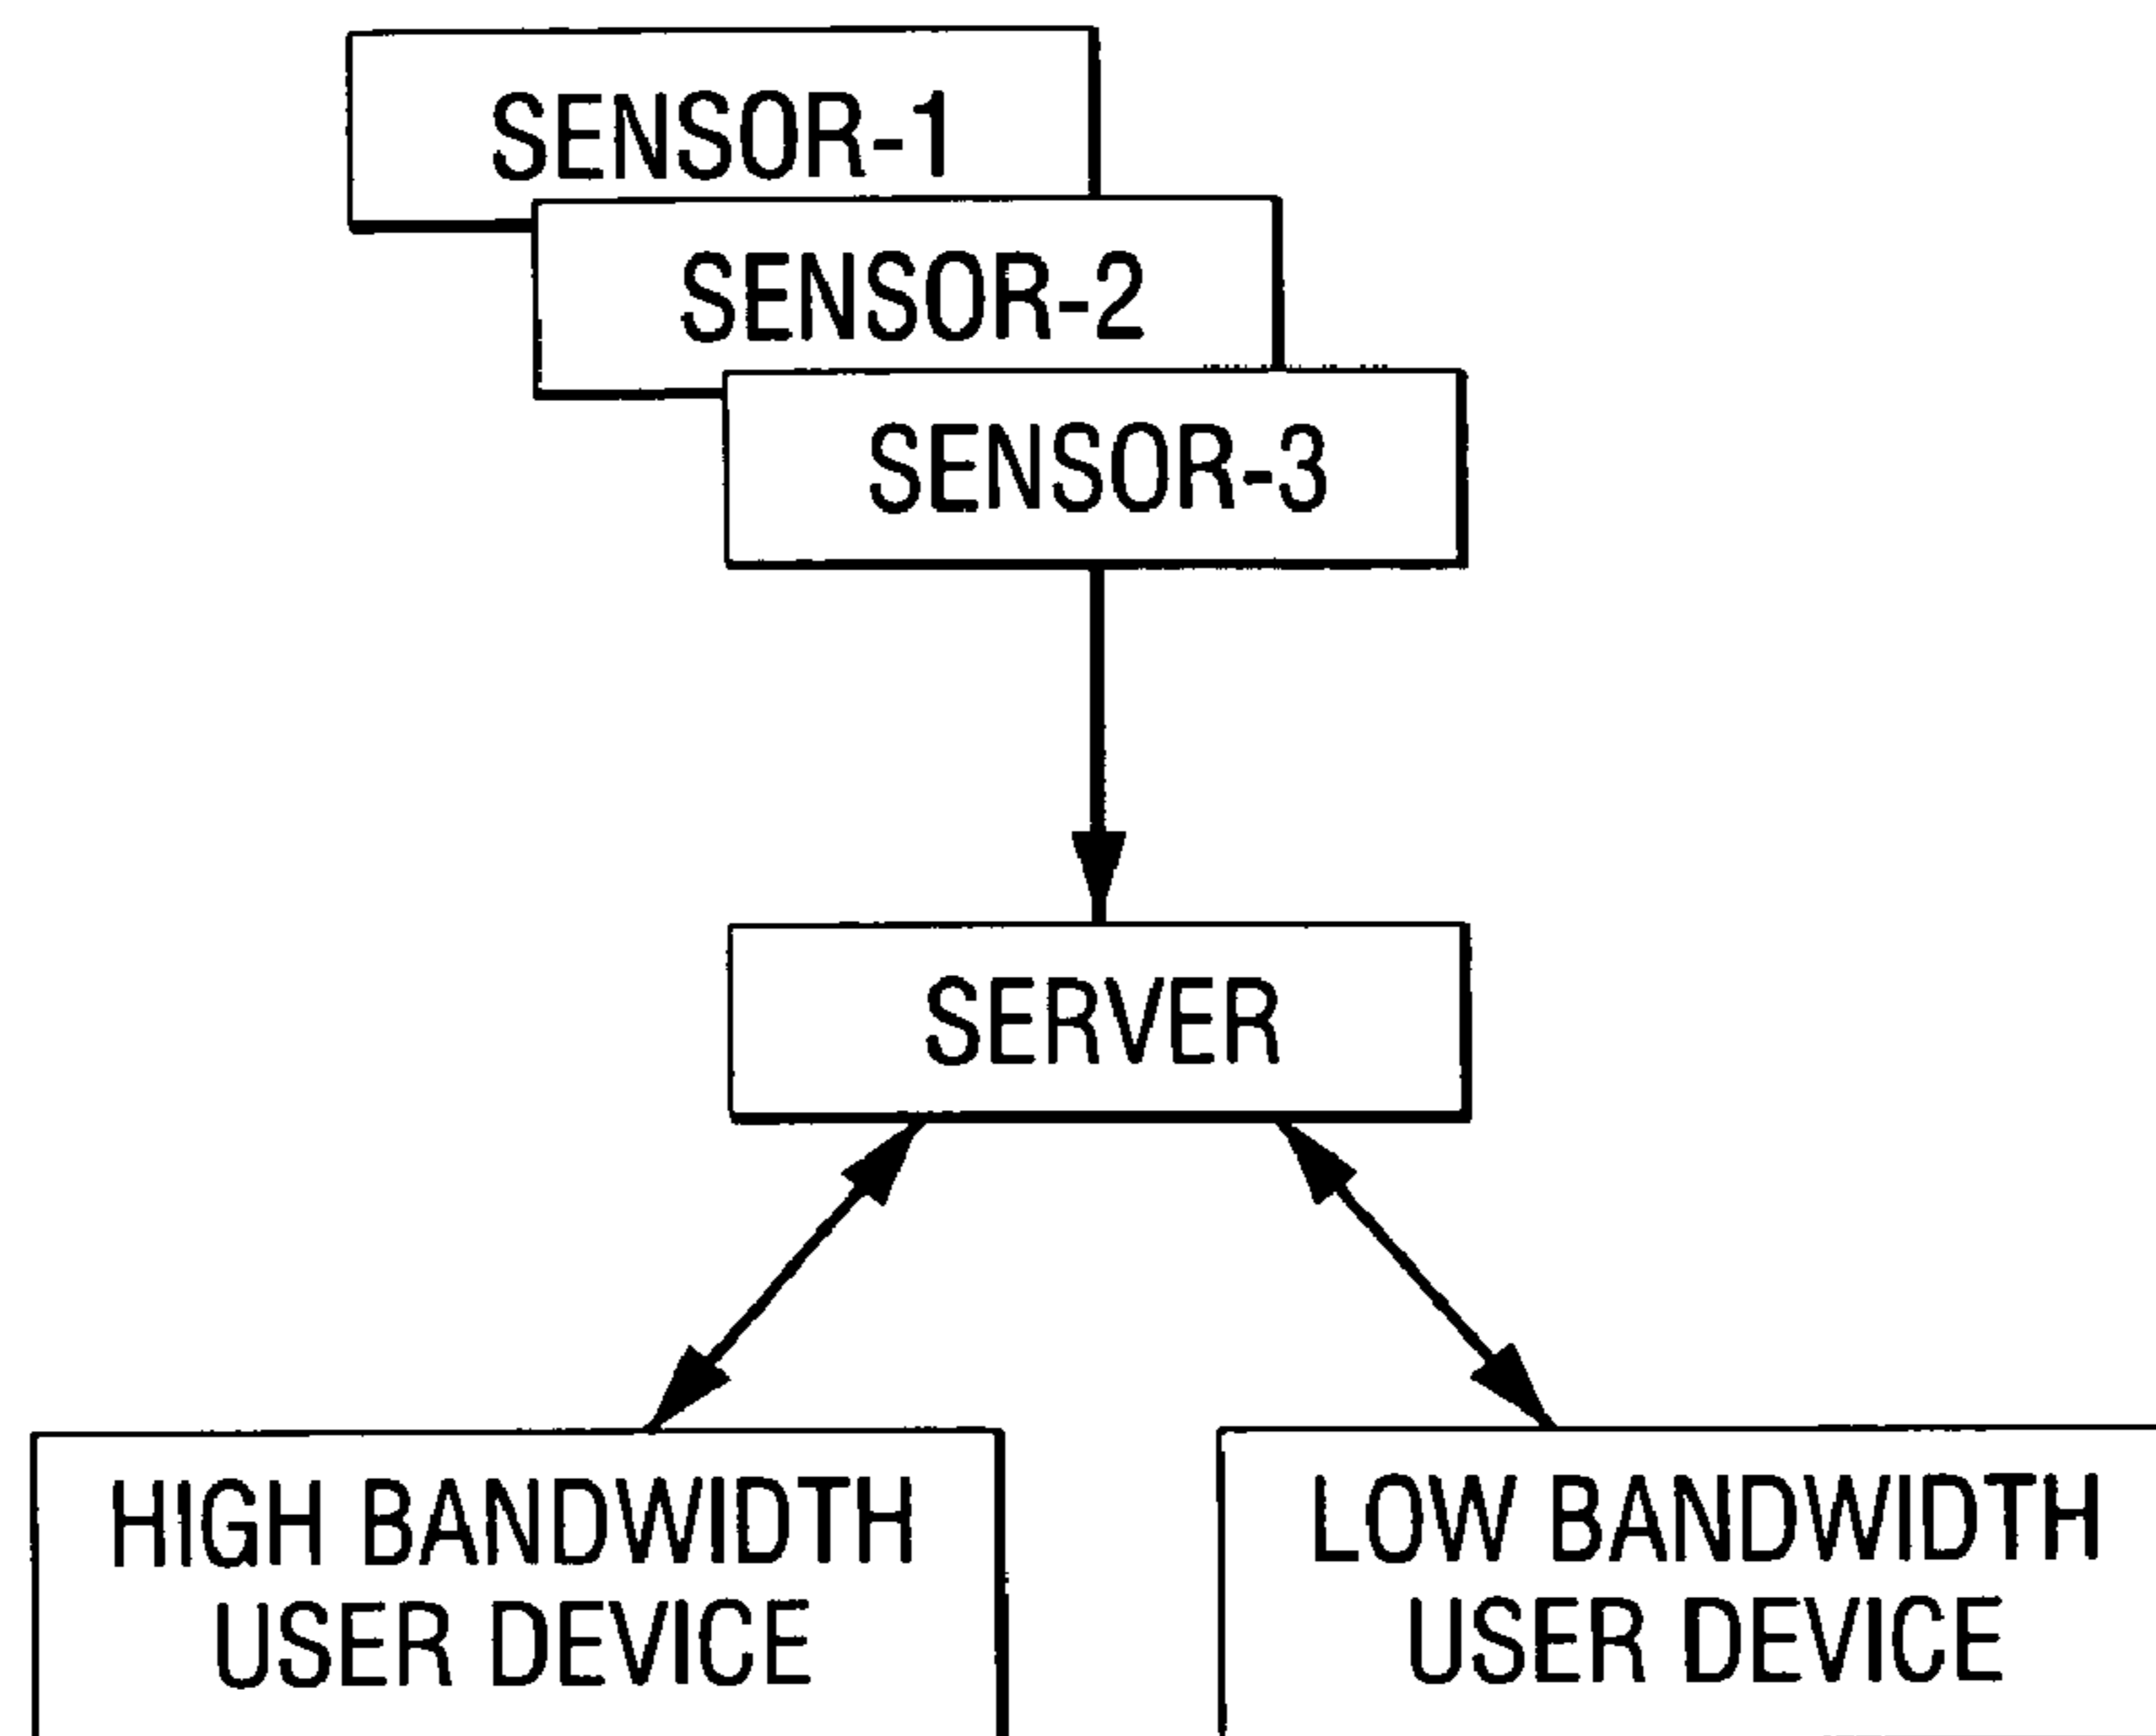 SENSOR-1
SENSOR-2
SENSOR-3
SERVER
HIGH BANDWIDTH
USER DEVICE
LOW BANDWIDTH
USER DEVICE